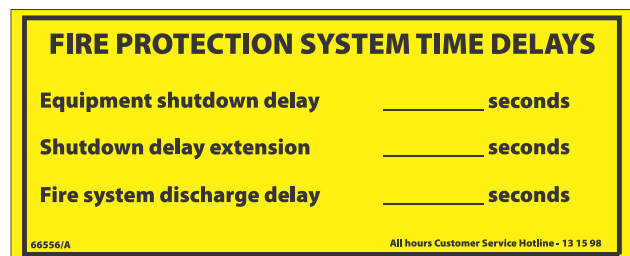 FIRE PROTECTION SYSTEM TIME DELAYS
Equipment shutdown delay __________ seconds
Shutdown delay extension __________ seconds
Fire system discharge delay __________ seconds
66556/A All hours Customer Service Hotline - 13 15 98